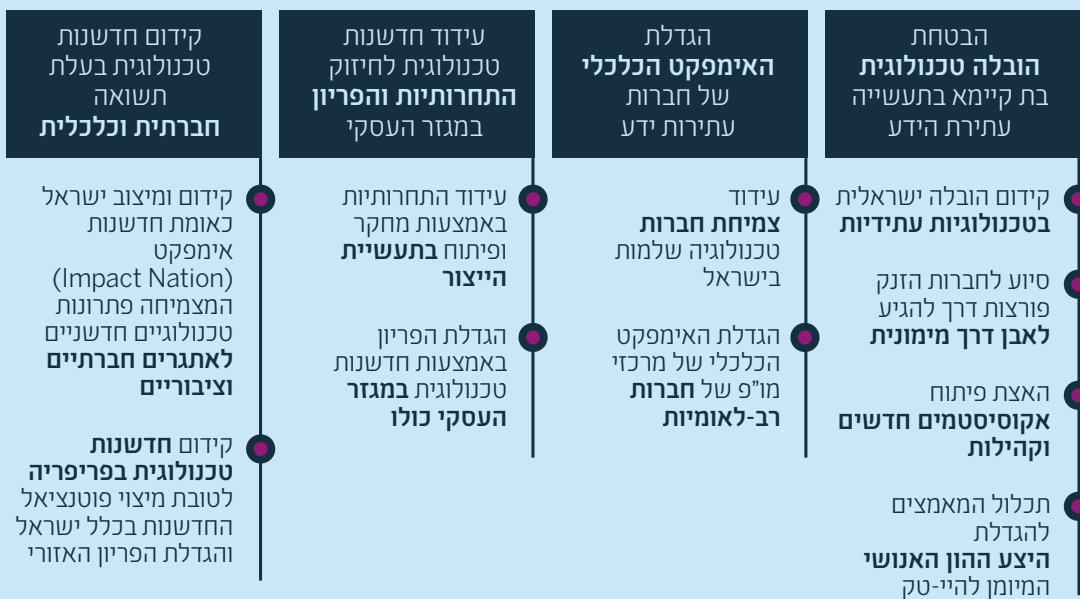 הבטחת
הובלה טכנולוגית
בת קיימא בתעשייה
עתירת הידע
קידום הובלה ישראלית
בטכנולוגיות עתידיות
סיוע לחברות הזנק
פורצות דרך להגיע
לאבן דרך מימונית
האצת פיתוח
אקוסיסטמים חדשים
וקהילות
תכלול המאמצים
להגדלת
היצע ההון האנושי
המיומן להיי-טק
הגדלת
האימפקט הכלכלי
של חברות
עתירות ידע
עידוד
צמיחת חברות
טכנולוגיה שלמות
בישראל
הגדלת האימפקט
הכלכלי של מרכזי
מו"פ של חברות
רב-לאומיות
עידוד חדשנות
טכנולוגית לחיזוק
התחרותיות והפריון
במגזר העסקי
עידוד התחרותיות
באמצעות מחקר
ופיתוח בתעשיית
הייצור
הגדלת הפריון
באמצעות חדשנות
טכנולוגית במגזר
העסקי כולו
קידום חדשנות
טכנולוגית בעלת
תשואה
חברתית וכלכלית
קידום ומיצוב ישראל
כאומת חדשנות
אימפקט
(Impact Nation)
המצמיחה פתרונות
טכנולוגיים חדשניים
לאתגרים חברתיים
וציבוריים
קידום חדשנות
טכנולוגית בפריפריה
לטובת מיצוי פוטנציאל
החדשנות בכלל ישראל
והגדלת הפריון האזורי